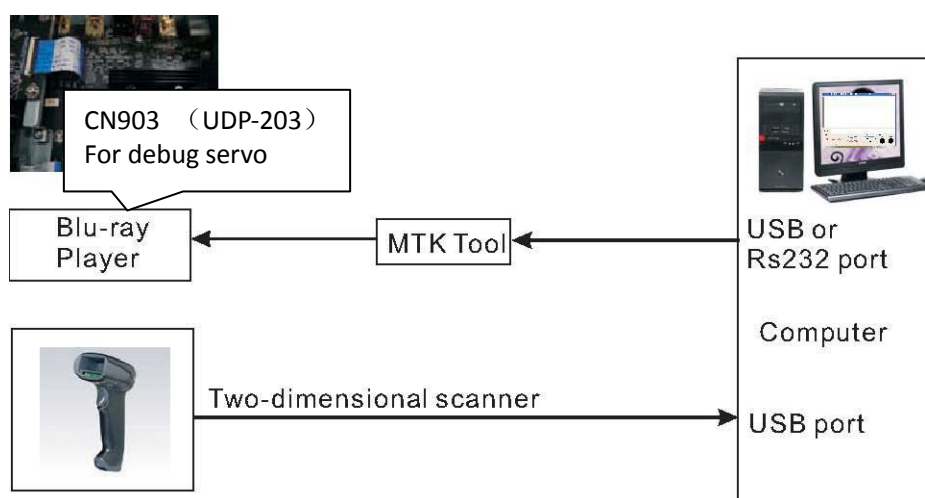 CN903 （UDP-203）
For debug servo
Blu-ray
Player
MTK Tool
USB or
Rs232 port
Computer
Two-dimensional scanner
USB port